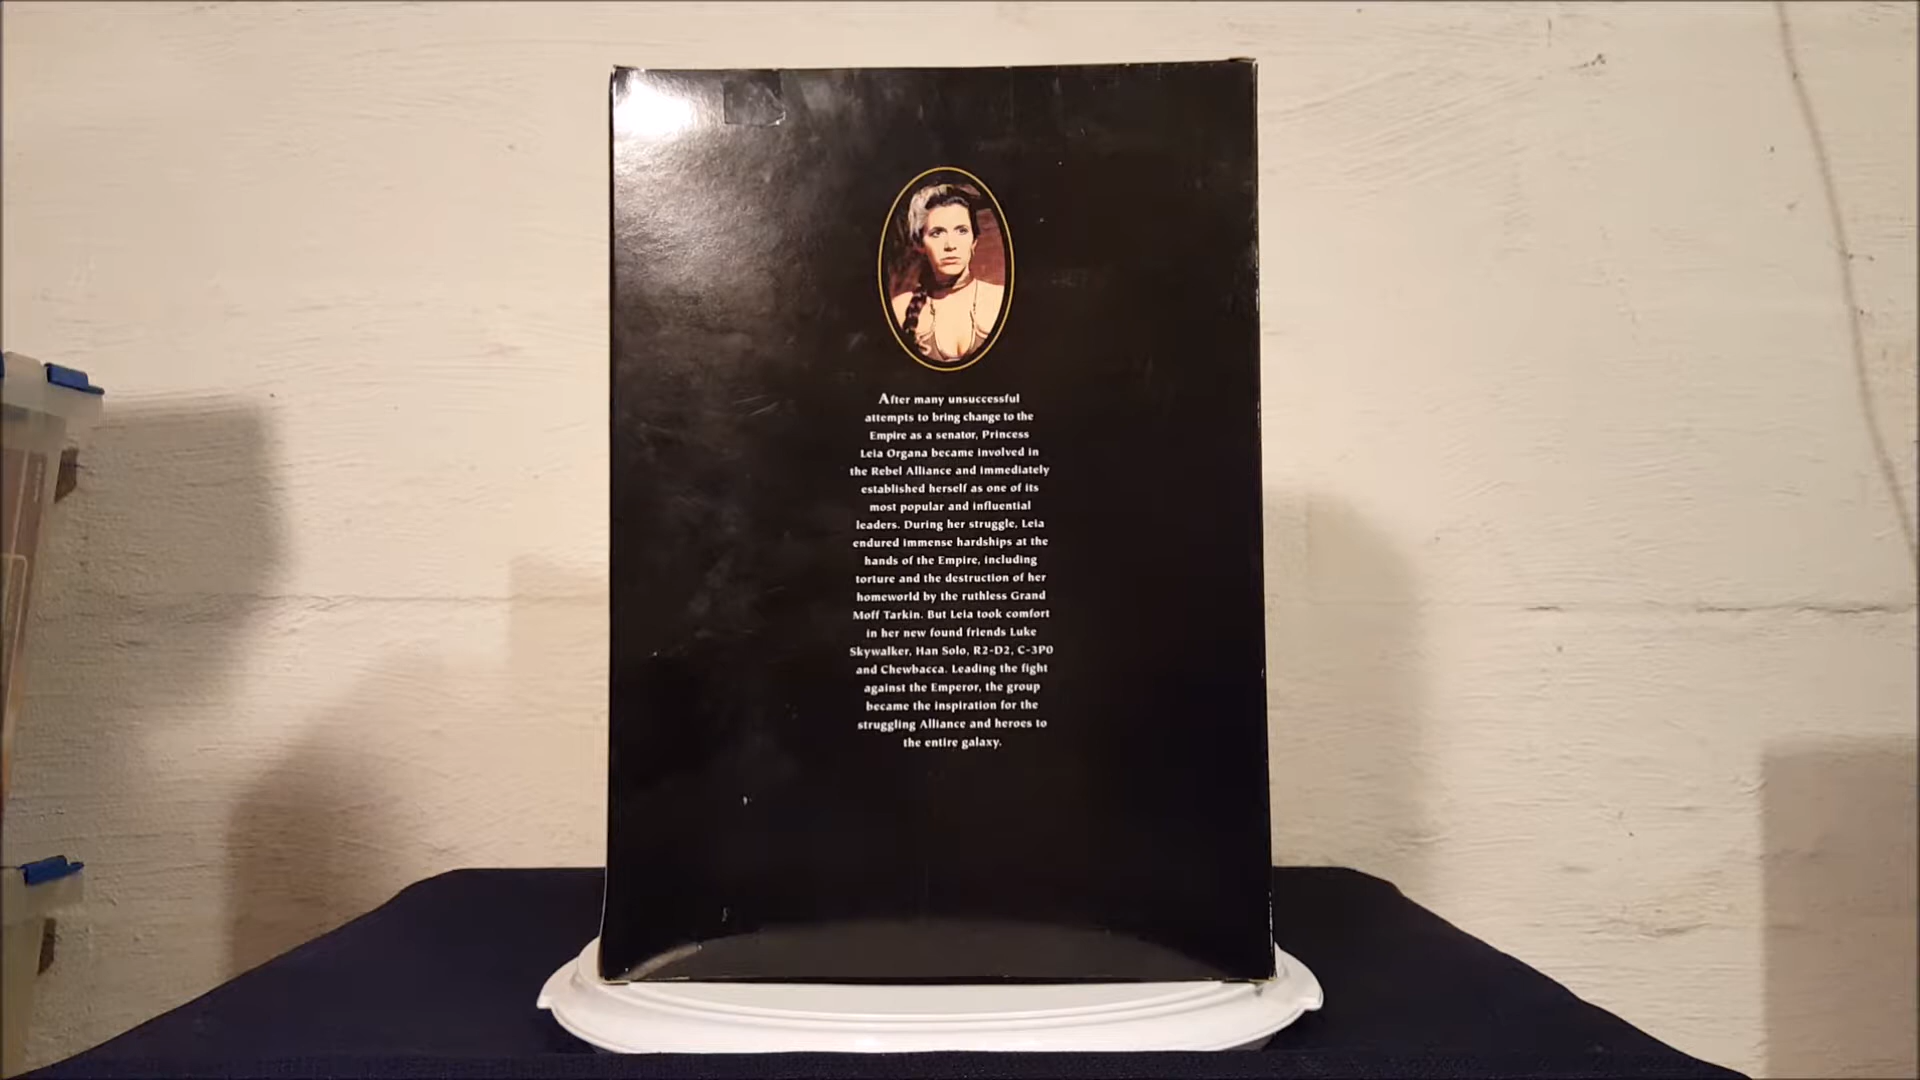 After many unsuccessful
attempts to bring change to the
Empire as a senator, Princess
Leia Organa became involved in
the Rebel Alliance and immediately
established herself as one of its
most popular and influential
leaders. During her struggle, Leia
endured immense hardships at the
hands of the Empire, including
torture and the destruction of her
homeworld by the ruthless Grand
Moff Tarkin. But Leia took comfort
in her new found friends Luke
Skywalker, Han Solo, R2-D2, C-3P0
and Chewbacca. Leading the fight
against the Emperor, the group
became the inspiration for the
struggling Alliance and heroes to
the entire galaxy.